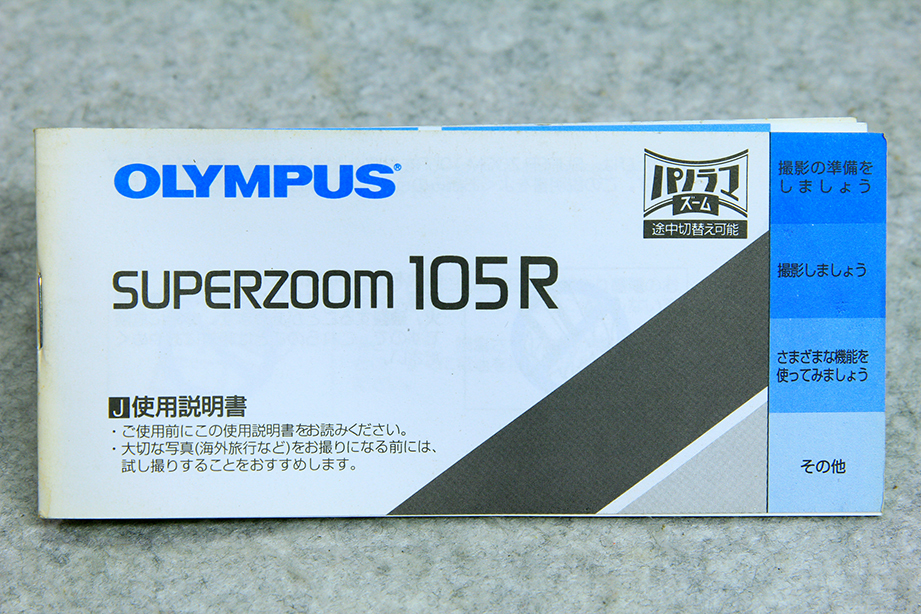 OLYMPUS®
パノラマ
ズーム
途中切替え可能
SUPERZOOM 105R
J 使用説明書
・ご使用前にこの使用説明書をお読みください。
・大切な写真(海外旅行など)をお撮りになる前には、
試し撮りすることをおすすめします。
撮影の準備を
しましょう
撮影しましょう
さまざまな機能を
使ってみましょう
その他